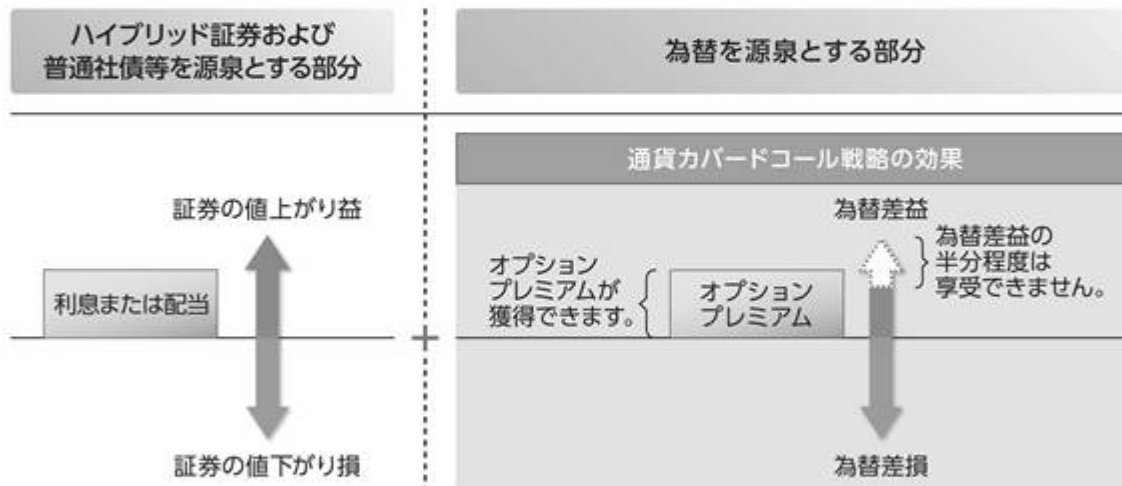 ハイブリッド証券および
普通社債等を源泉とする部分
為替を源泉とする部分
通貨カバードコール戦略の効果
証券の値上がり益
利息または配当
証券の値下がり損
為替差益
為替差益の
半分程度は
享受できません。
オプション
プレミアムが
獲得できます。
オプション
プレミアム
為替差損
+